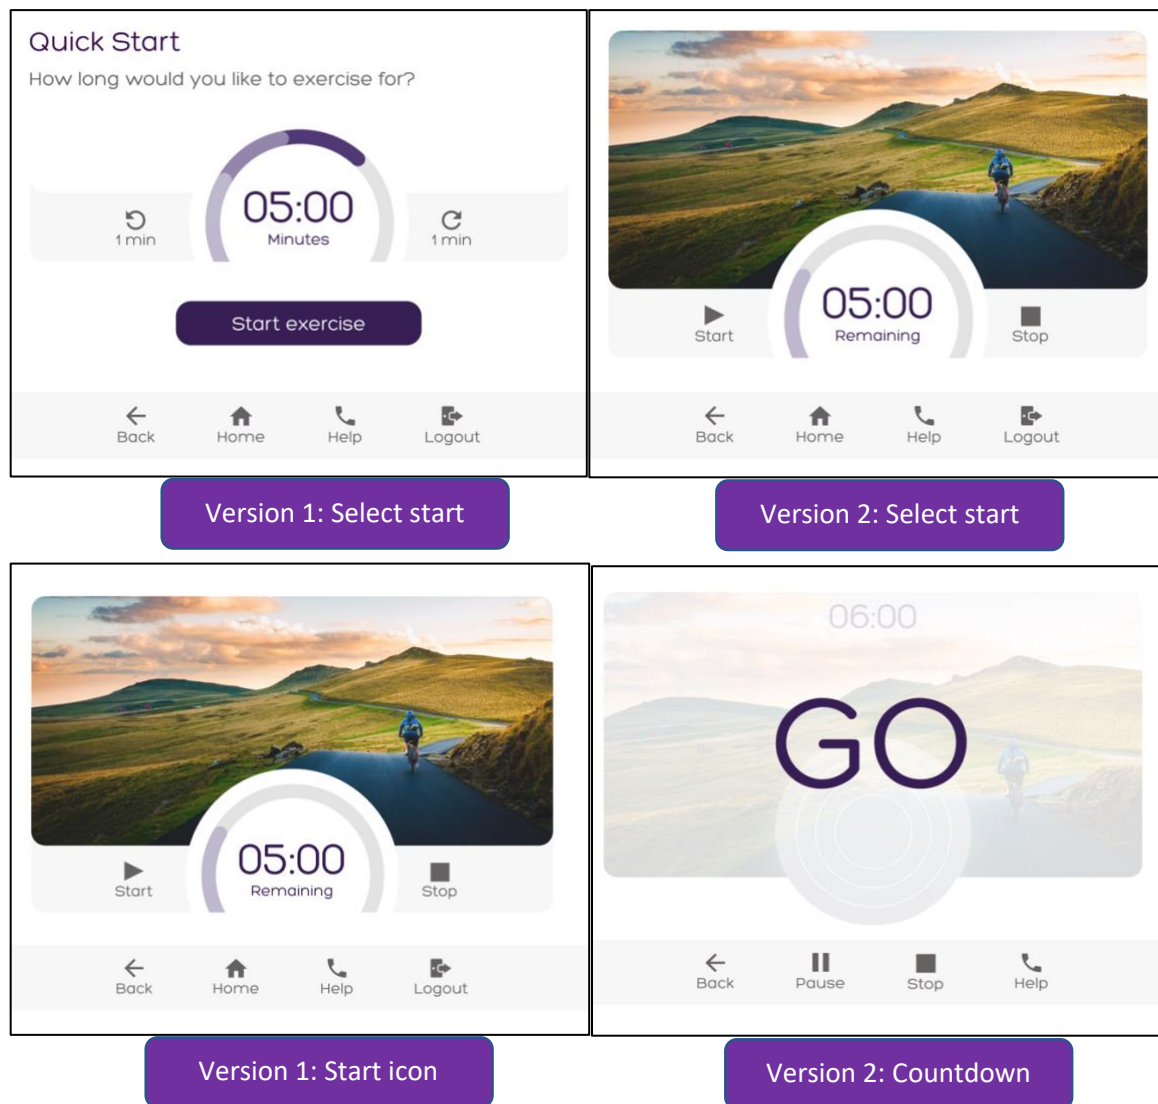 Quick Start
How long would you like to exercise for?
05:00
Minutes
1 min
1 min
Start exercise
Back Home Help Logout
Version 1: Select start
05:00
Remaining
Start
Stop
Back Home Help Logout
Version 2: Select start
05:00
Remaining
Start
Stop
Back Home Help Logout
Version 1: Start icon
06:00
GO
Back Pause Stop Help
Version 2: Countdown